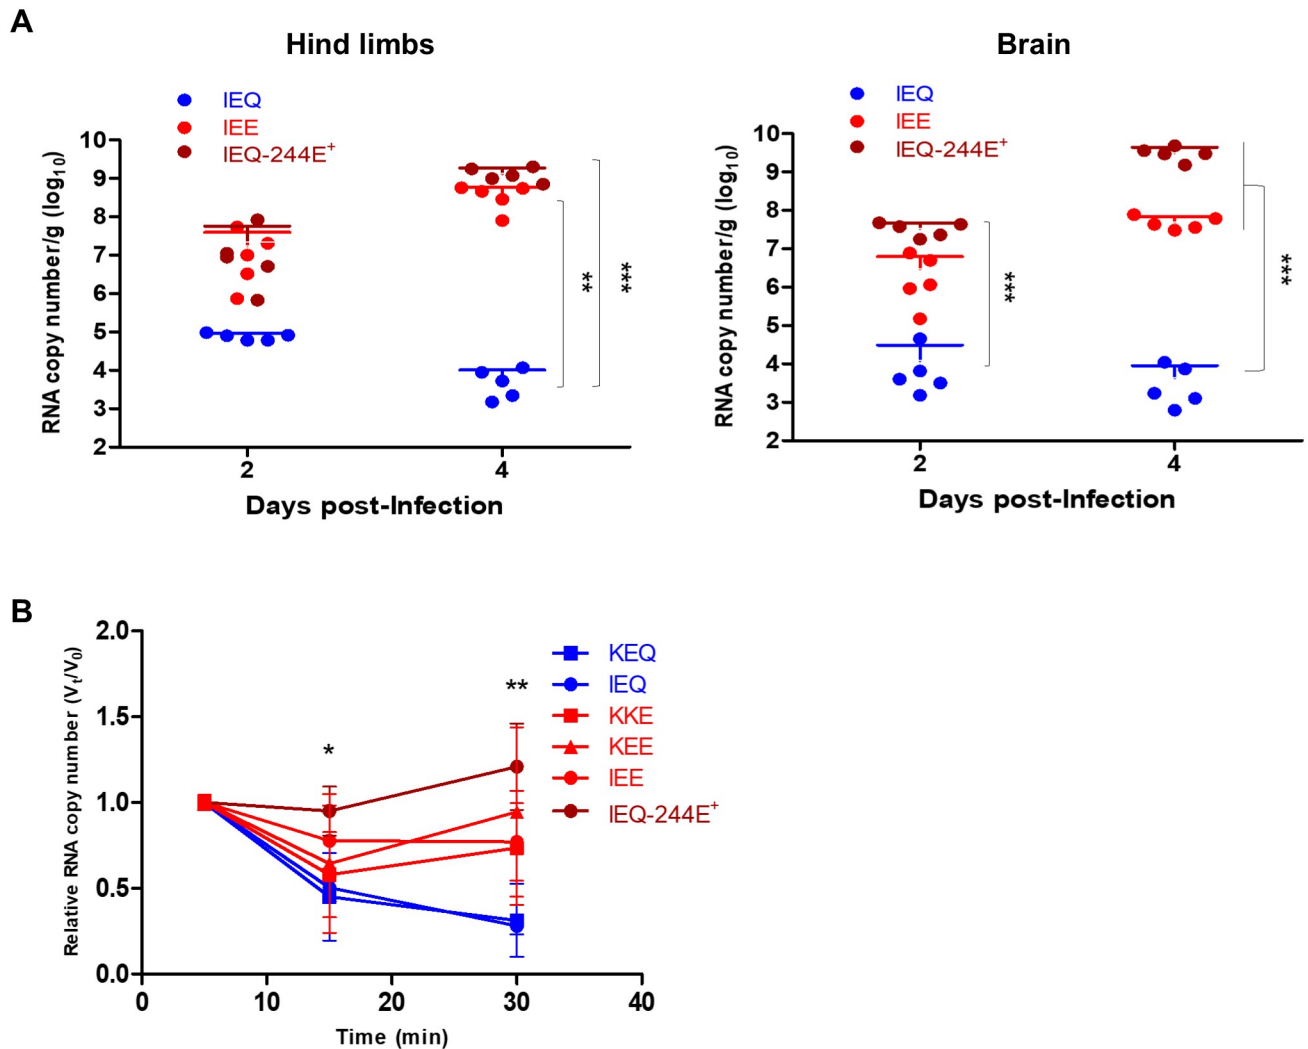 A
Hind limbs
IEQ
IEE
IEQ-244E+
RNA copy number/g (log10)
10
9
8
7
6
5
4
3
2
2
4
Days post-Infection
**
***
Brain
IEQ
IEE
IEQ-244E+
RNA copy number/g (log10)
10
9
8
7
6
5
4
3
2
2
4
Days post-Infection
***
***
B
Relative RNA copy number (Vt/V0)
2.0
1.5
1.0
0.5
0.0
0
10
20
30
40
Time (min)
*
**
KEQ
IEQ
KKE
KEE
IEE
IEQ-244E+